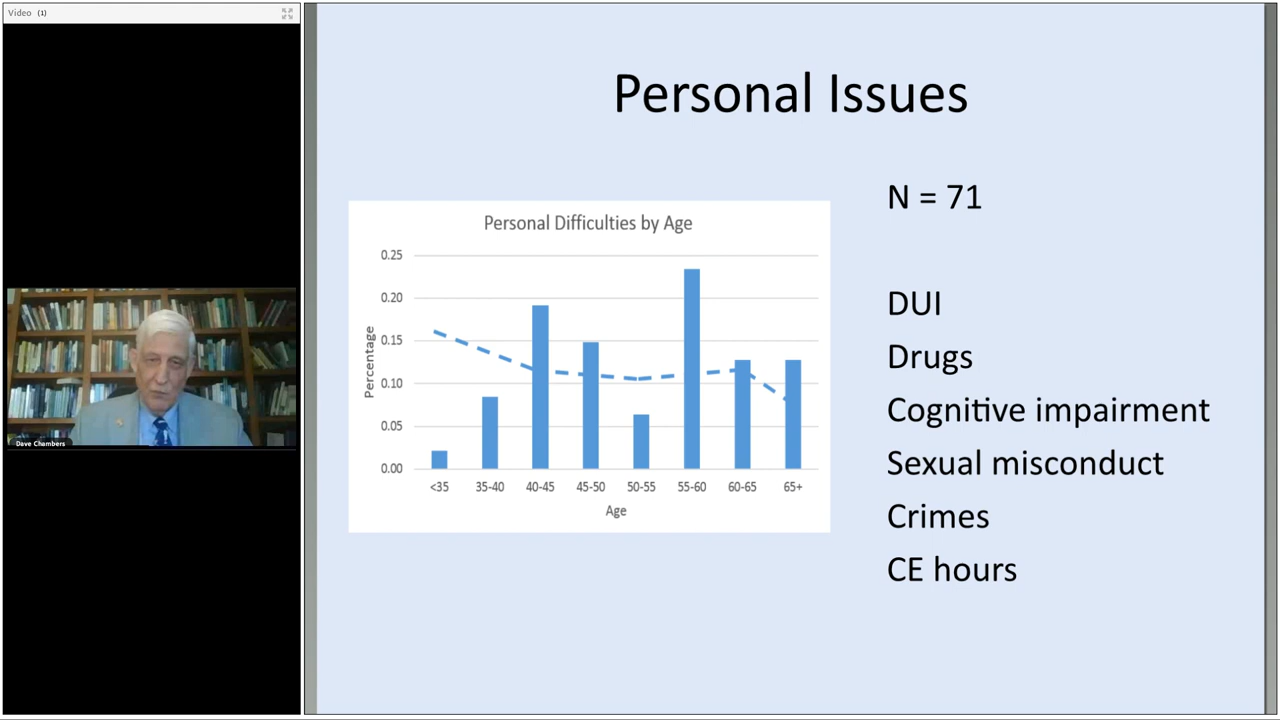 Video (1)
Dave Chambers
Personal Issues
Personal Difficulties by Age
Percentage
0.25
0.20
0.15
0.10
0.05
0.00
<35 35-40 40-45 45-50 50-55 55-60 60-65 65+
Age
N = 71
DUI
Drugs
Cognitive impairment
Sexual misconduct
Crimes
CE hours